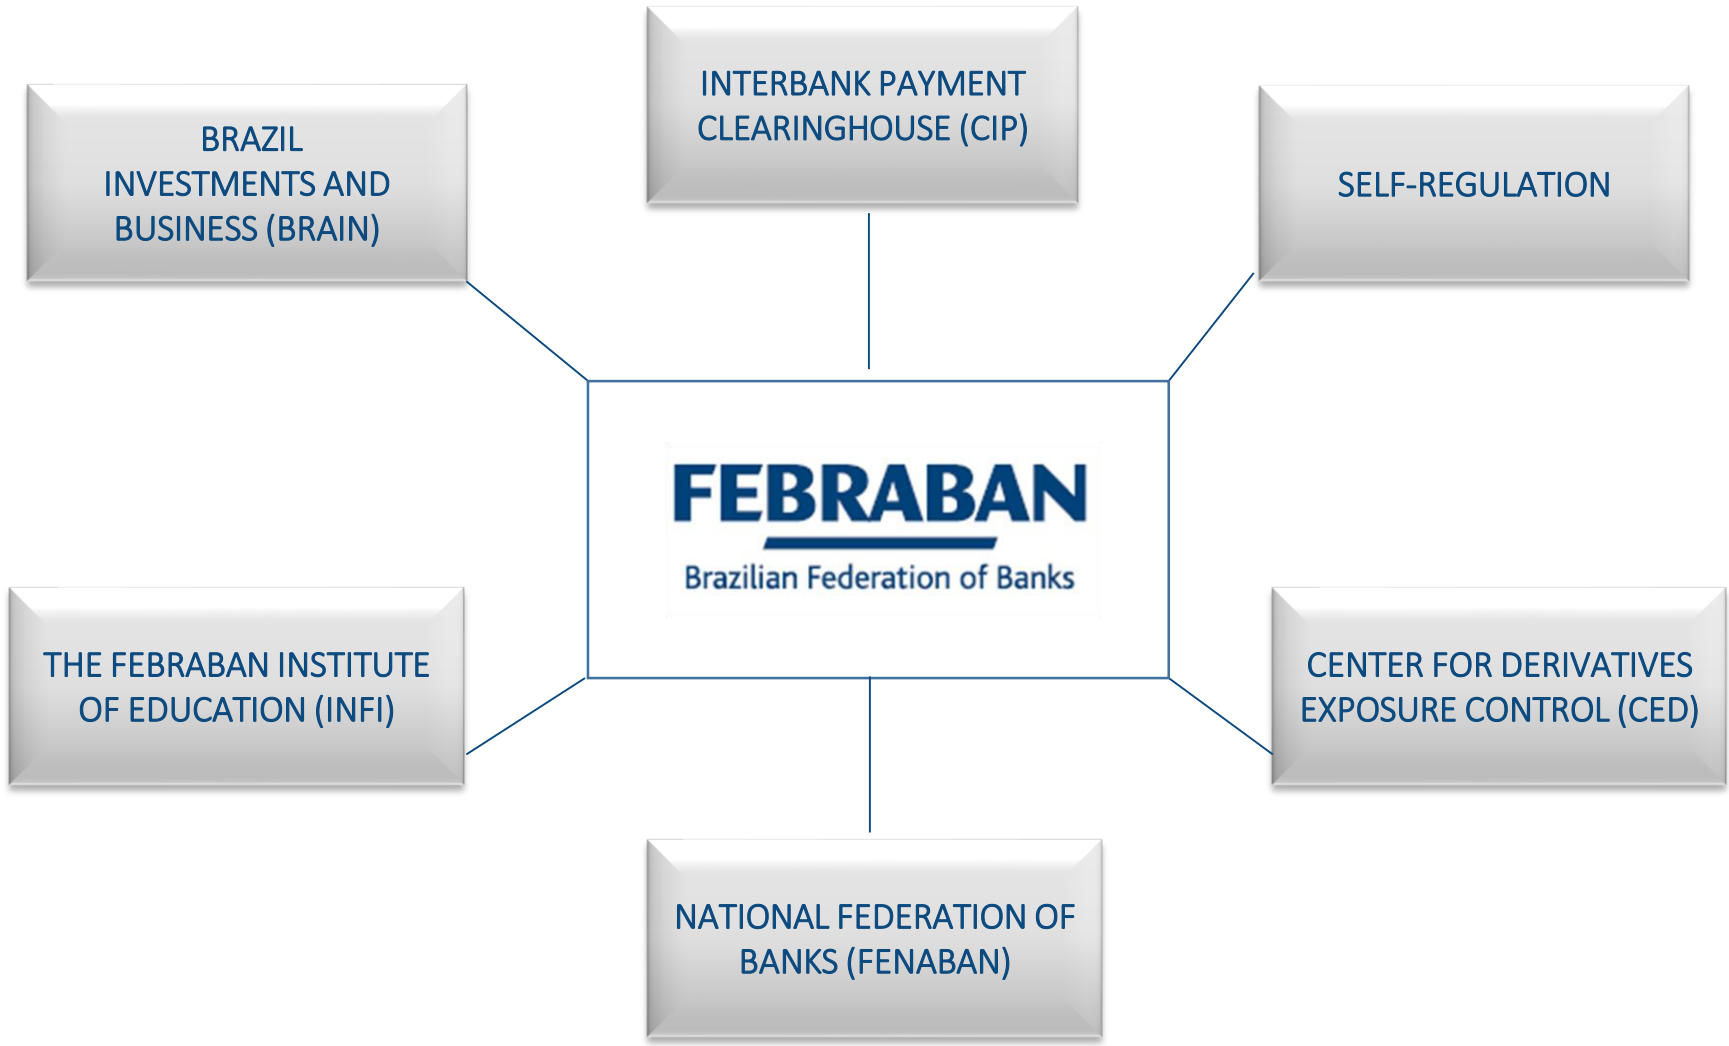 INTERBANK PAYMENT
CLEARINGHOUSE (CIP)
BRAZIL
INVESTMENTS AND
BUSINESS (BRAIN)
SELF-REGULATION
FEBRABAN
Brazilian Federation of Banks
THE FEBRABAN INSTITUTE
OF EDUCATION (INFI)
CENTER FOR DERIVATIVES
EXPOSURE CONTROL (CED)
NATIONAL FEDERATION OF
BANKS (FENABAN)